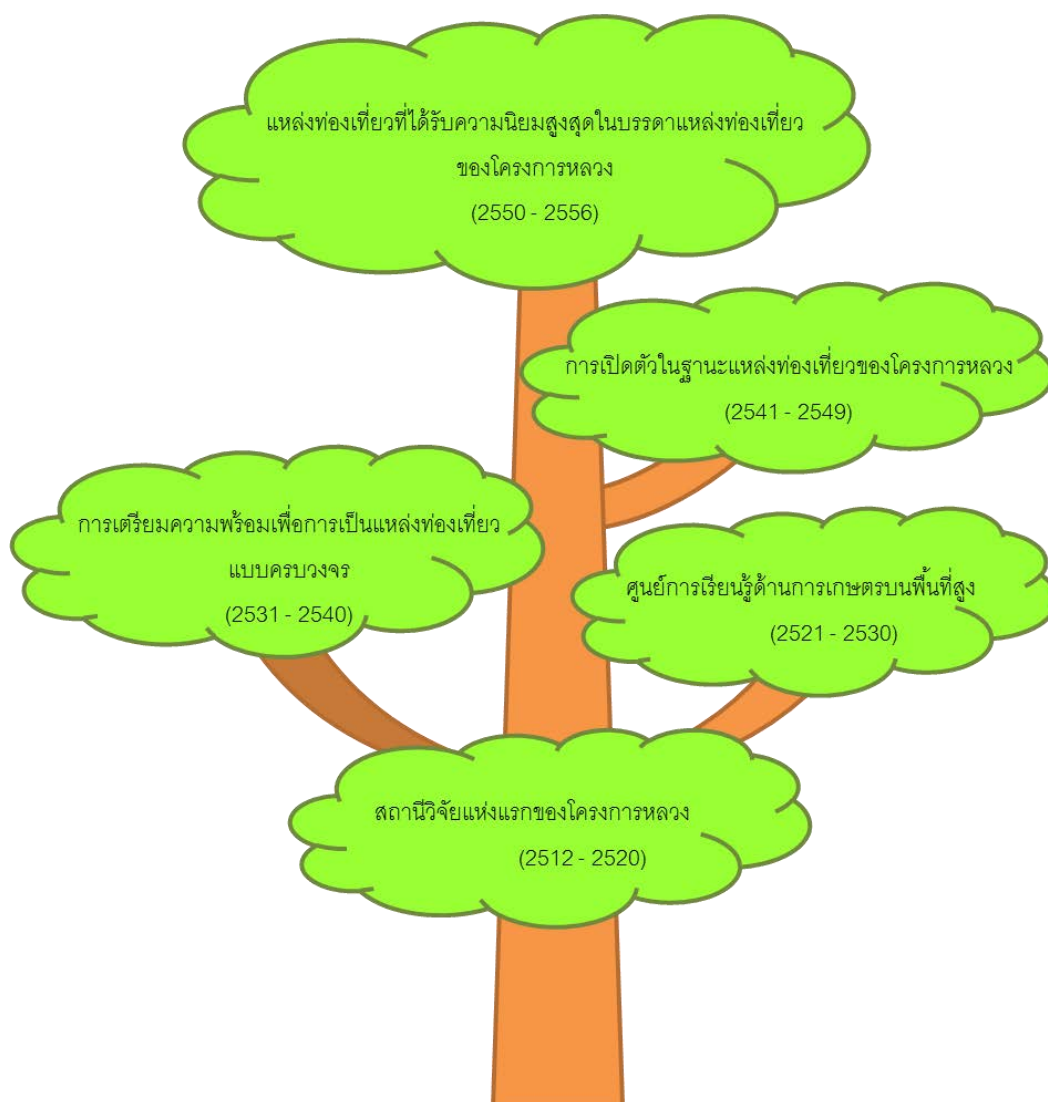 แหล่งท่องเที่ยวที่ได้รับความนิยมสูงสุดในบรรดาแหล่งท่องเที่ยว
ของโครงการหลวง
(2550 - 2556)
การเปิดตัวในฐานะแหล่งท่องเที่ยวของโครงการหลวง
(2541 - 2549)
การเตรียมความพร้อมเพื่อการเป็นแหล่งท่องเที่ยว
แบบครบวงจร
(2531 - 2540)
ศูนย์การเรียนรู้ด้านการเกษตรบนพื้นที่สูง
(2521 - 2530)
สถานีวิจัยแห่งแรกของโครงการหลวง
(2512 - 2520)